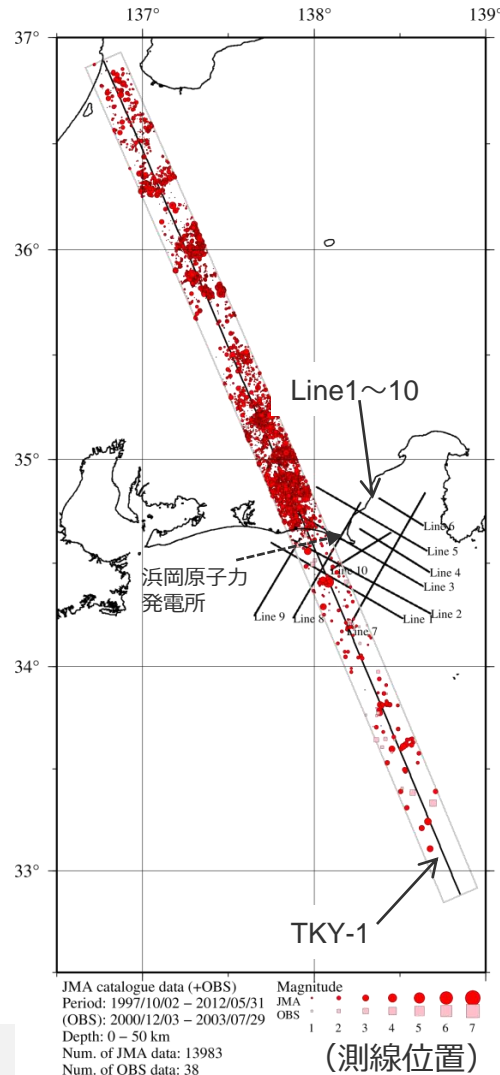 137°
138°
139°
37°
36°
35°
34°
33°
Line1～10
Line 6
Line 5
Line 4
Line 3
Line 10
Line 2
Line 1
Line 9
Line 8
Line 7
浜岡原子力
発電所
TKY-1
JMA catalogue data (+OBS)
Period: 1997/10/02 – 2012/05/31
(OBS): 2000/12/03 – 2003/07/29
Depth: 0 – 50 km
Num. of JMA data: 13983
Num. of OBS data: 38
Magnitude
JMA
OBS
1 2 3 4 5 6 7
(測線位置)